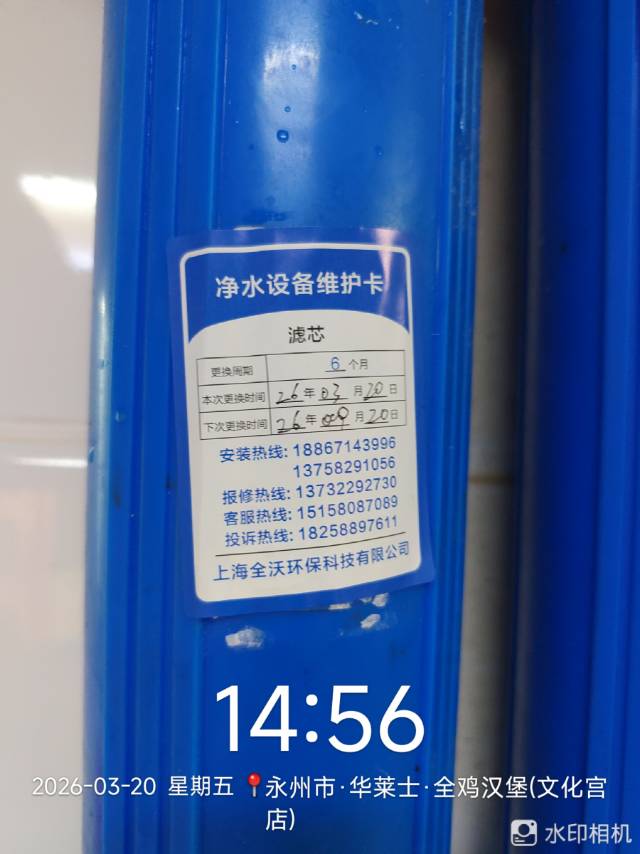 净水设备维护卡
滤芯
更换周期 6 个月
本次更换时间 26 年 03 月 20 日
下次更换时间 26 年 09 月 20 日
安装热线: 18867143996
13758291056
报修热线: 13732292730
客服热线: 15158087089
投诉热线: 18258897611
上海全沃环保科技有限公司
14:56
2026-03-20 星期五 永州市·华莱士·全鸡汉堡(文化宫
店)
水印相机